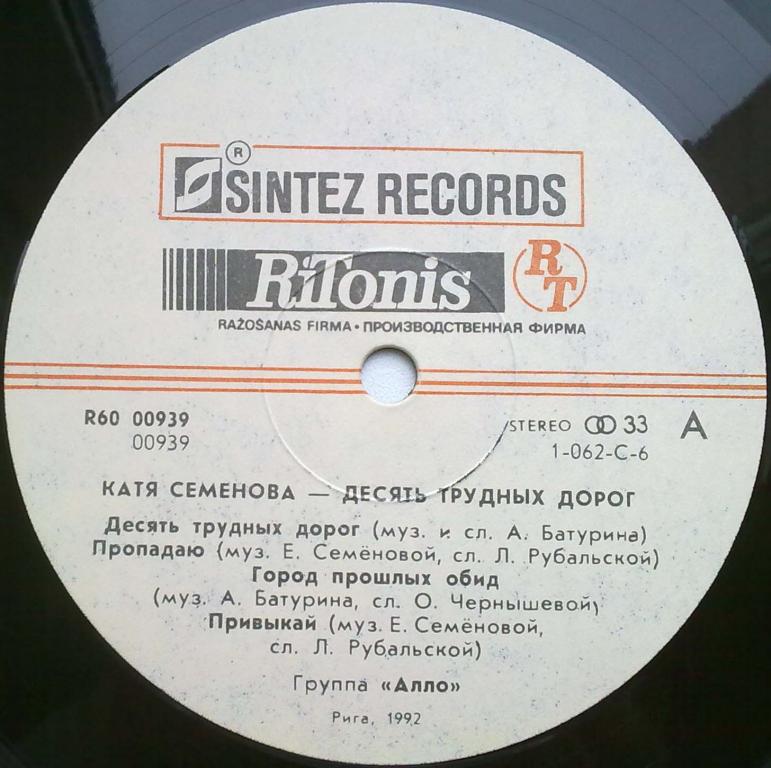 ®
SINTEZ RECORDS
RiTonis RT
RAŽOŠANAS FIRMA • ПРОИЗВОДСТВЕННАЯ ФИРМА
R60 00939
00939
STEREO 33 A
1-062-C-6
КАТЯ СЕМЕНОВА — ДЕСЯТЬ ТРУДНЫХ ДОРОГ
Десять трудных дорог (муз. и сл. А. Батурина)
Пропадаю (муз. Е. Семёновой, сл. Л. Рубальской)
Город прошлых обид
(муз. А. Батурина, сл. О. Чернышевой)
Привыкай (муз. Е. Семёновой,
сл. Л. Рубальской)
Группа «Алло»
Рига, 1992